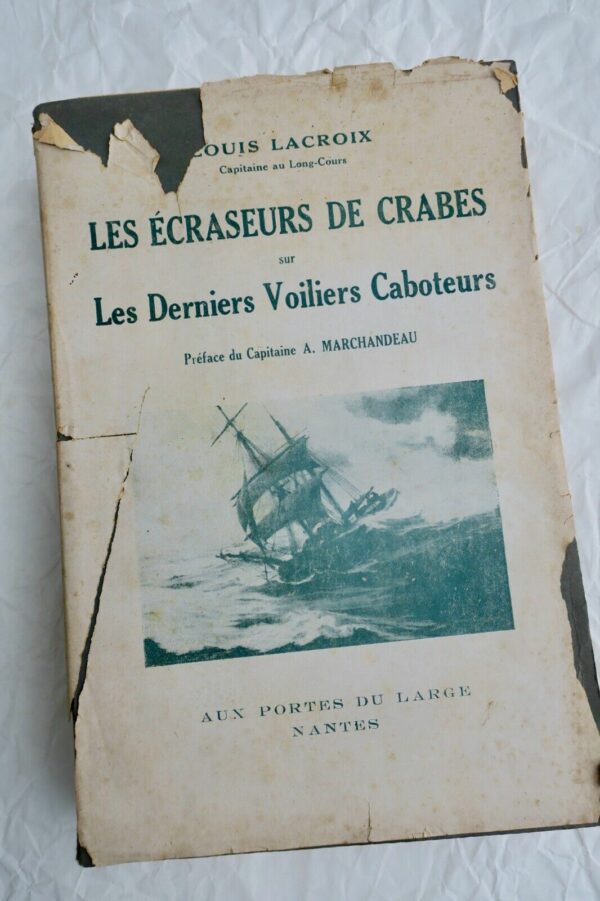 LOUIS LACROIX
Capitaine au Long-Cours
LES ÉCRASEURS DE CRABES
sur
Les Derniers Voiliers Caboteurs
Préface du Capitaine A. MARCHANDEAU
AUX PORTES DU LARGE
NANTES